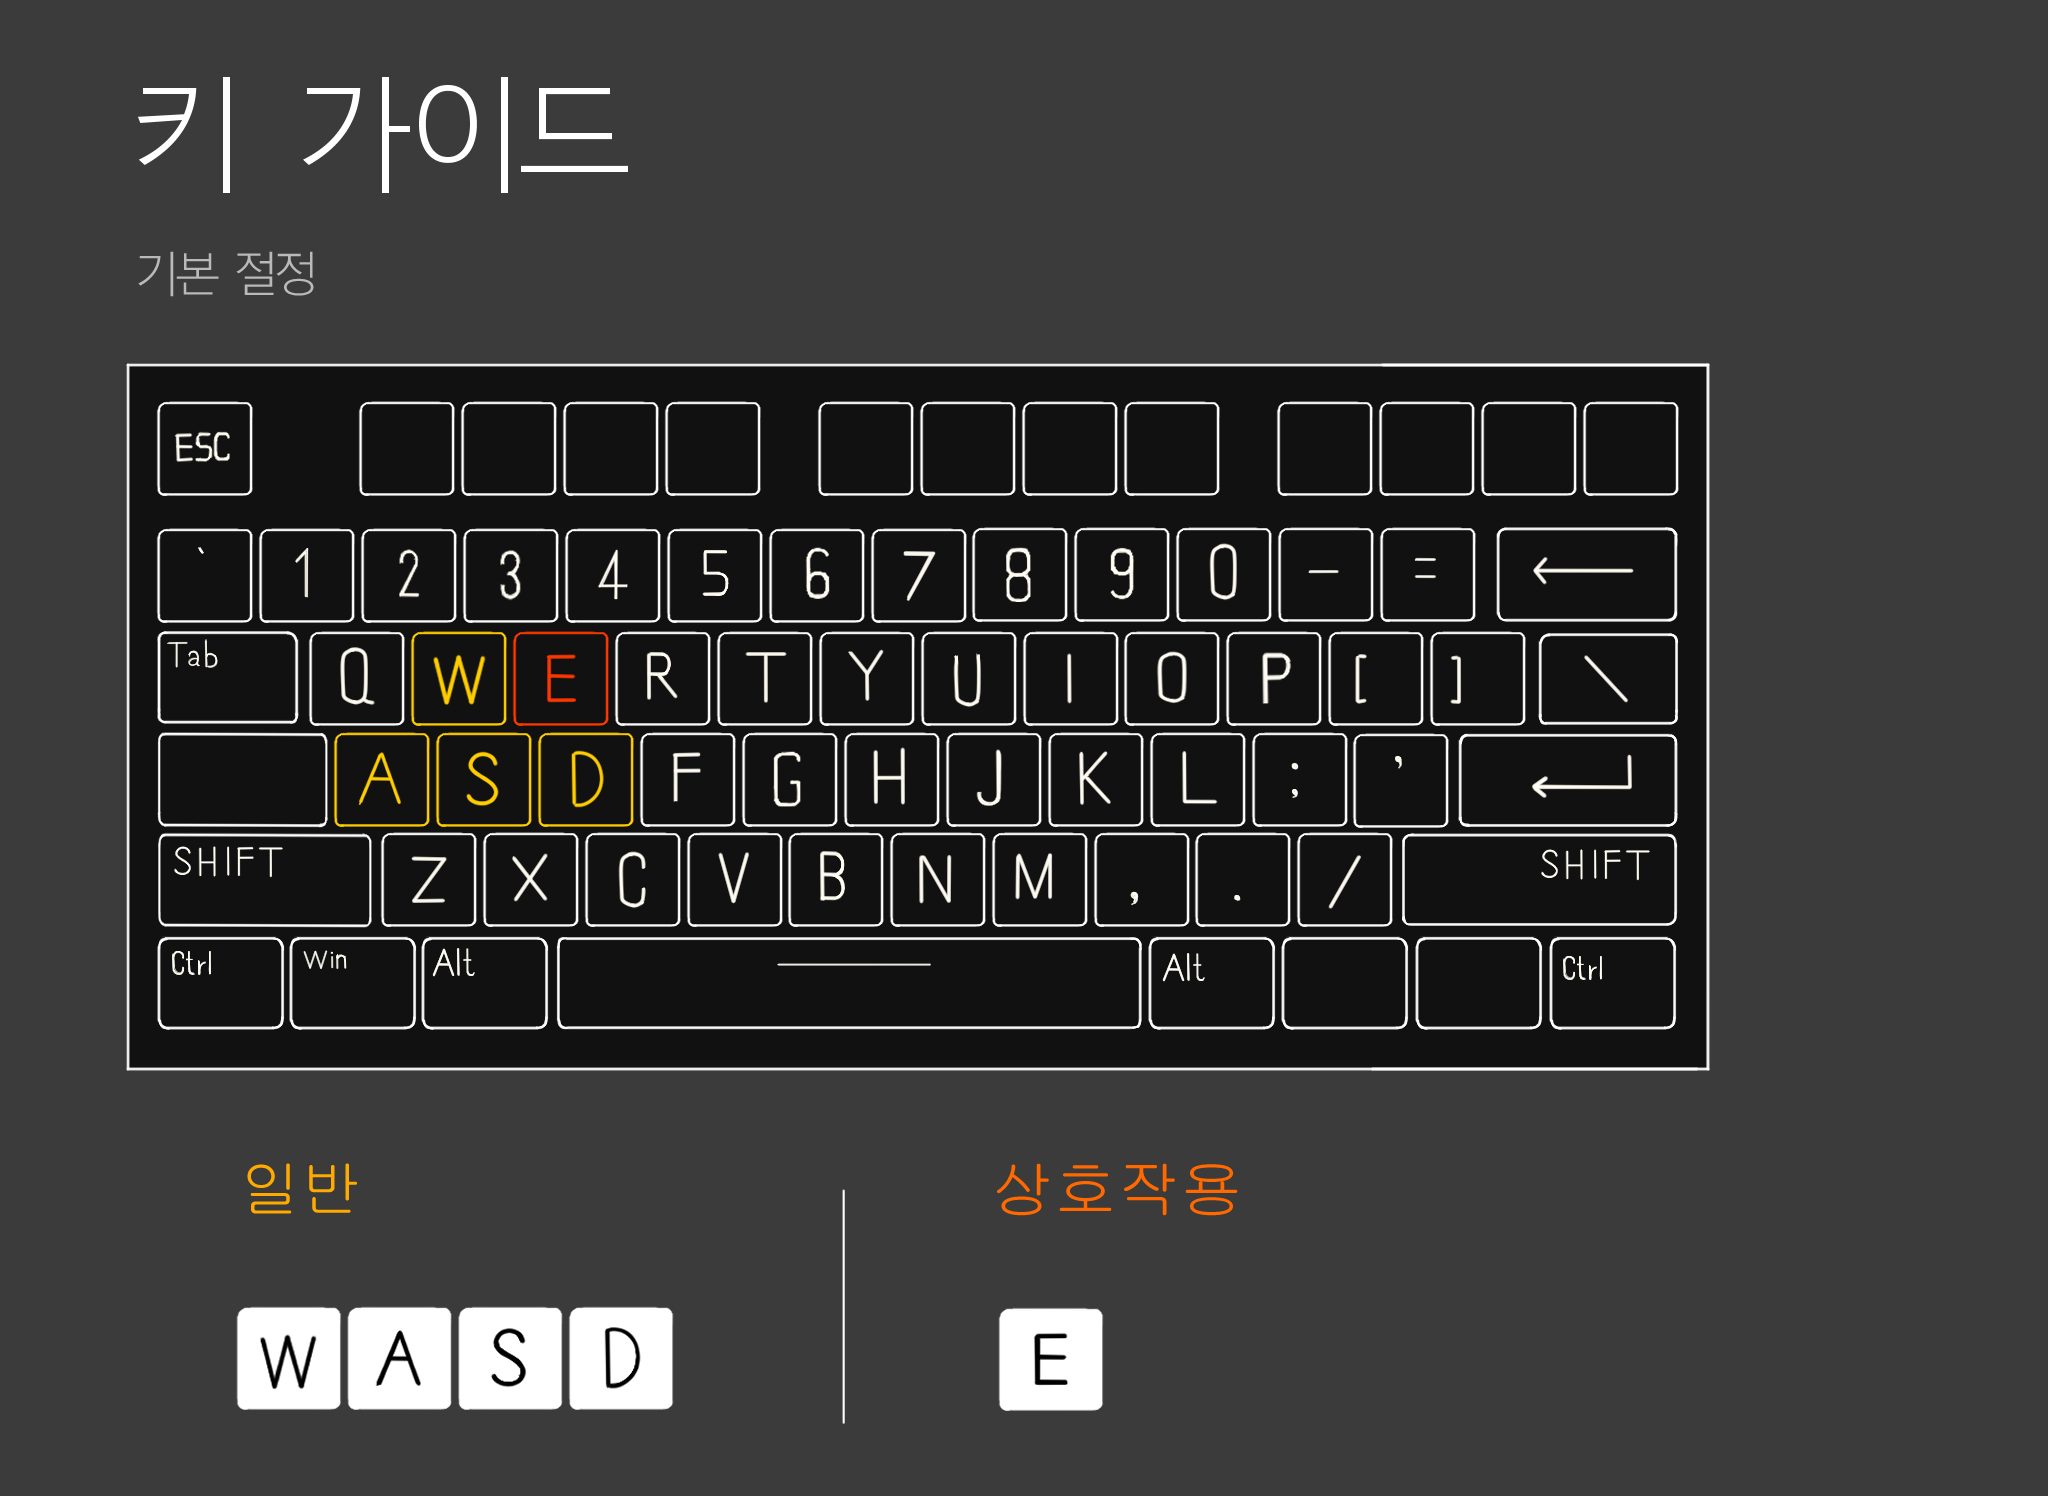 키 가이드
기본 절정
ESC
` 1 2 3 4 5 6 7 8 9 0 - = ←
Tab Q W E R T Y U I O P [ ] \
A S D F G H J K L ; ’ ↵
SHIFT Z X C V B N M , . / SHIFT
Ctrl Win Alt Alt Ctrl
일반 상호작용
W A S D E